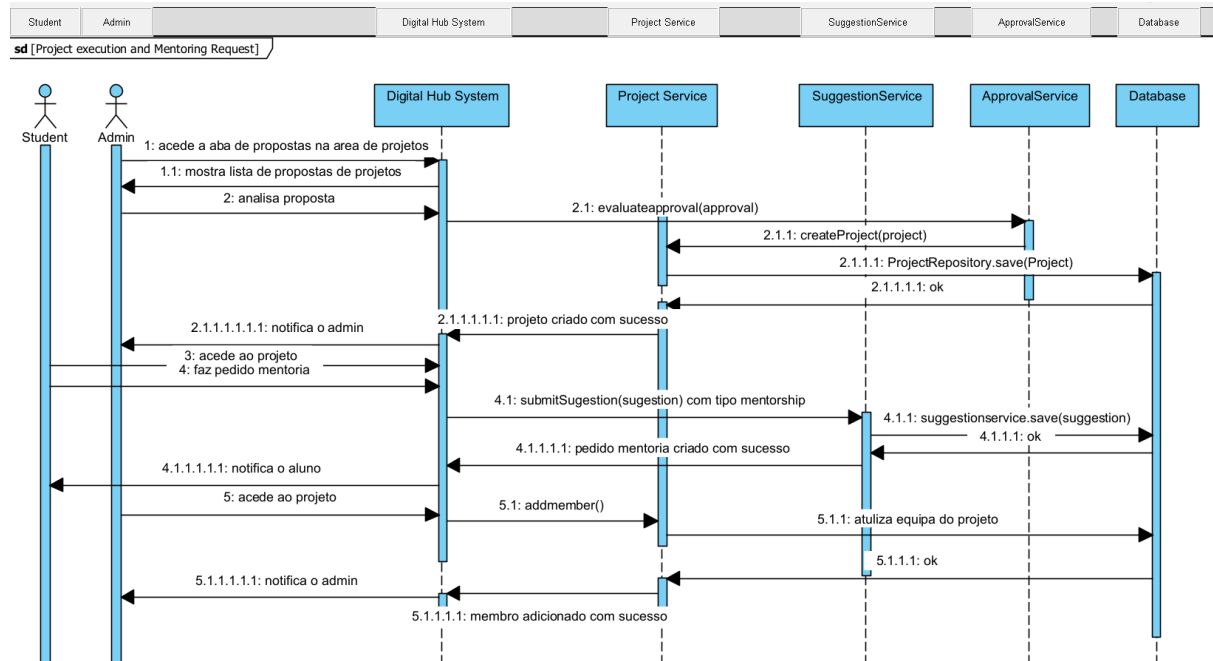 Student Admin Digital Hub System Project Service SuggestionService ApprovalService Database
sd [Project execution and Mentoring Request]
Digital Hub System Project Service SuggestionService ApprovalService Database
Student Admin
1: acede a aba de propostas na area de projetos
1.1: mostra lista de propostas de projetos
2: analisa proposta
2.1: evaluateapproval(approval)
2.1.1: createProject(project)
2.1.1.1: ProjectRepository.save(Project)
2.1.1.1.1: ok
2.1.1.1.1.1: projeto criado com sucesso
2.1.1.1.1.1.1: notifica o admin
3: acede ao projeto
4: faz pedido mentoria
4.1: submitSugestion(sugestion) com tipo mentorship
4.1.1: suggestionservice.save(suggestion)
4.1.1.1: ok
4.1.1.1.1: pedido mentoria criado com sucesso
4.1.1.1.1.1: notifica o aluno
5: acede ao projeto
5.1: addmember()
5.1.1: atuliza equipa do projeto
5.1.1.1: ok
5.1.1.1.1.1: notifica o admin
5.1.1.1.1: membro adicionado com sucesso